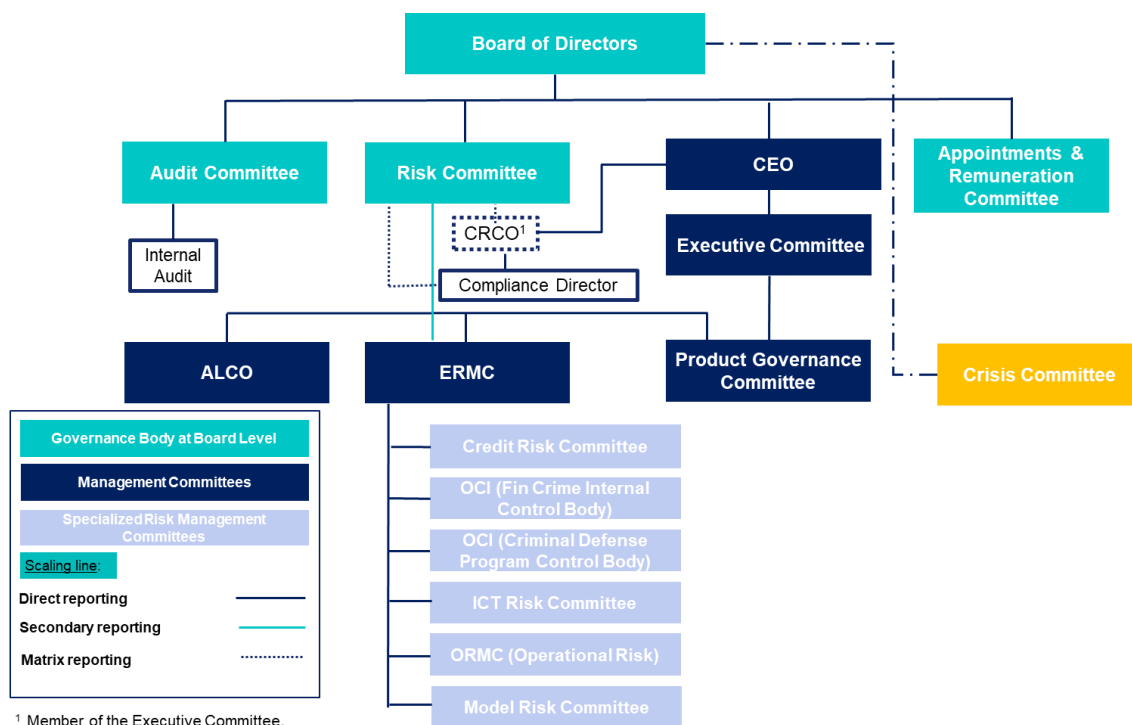 Board of Directors
Audit Committee
Risk Committee
CEO
Appointments &
Remuneration
Committee
CRCO¹
Executive Committee
Internal
Audit
Compliance Director
ALCO
ERMC
Product Governance
Committee
Crisis Committee
Governance Body at Board Level
Management Committees
Specialized Risk Management
Committees
Scaling line:
Direct reporting
Secondary reporting
Matrix reporting
Credit Risk Committee
OCI (Fin Crime Internal
Control Body)
OCI (Criminal Defense
Program Control Body)
ICT Risk Committee
ORMC (Operational Risk)
Model Risk Committee
¹ Member of the Executive Committee.